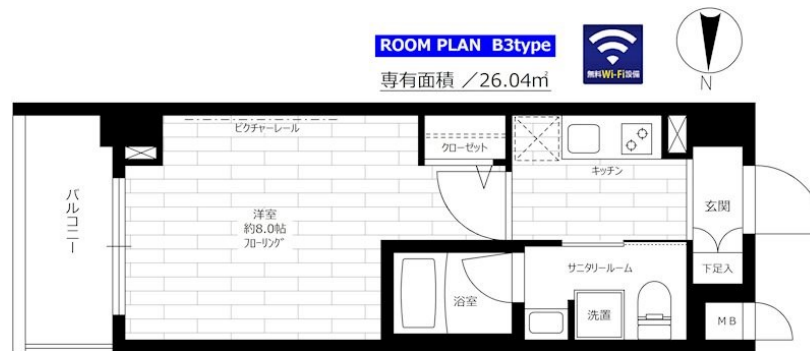 ROOM PLAN B3type
専有面積 ／26.04㎡
無料Wi-Fi設備
N
ピクチャーレール
クローゼット
キッチン
バルコニー
洋室
約8.0帖
フローリング
玄関
サニタリールーム
下足入
浴室
洗置
MB